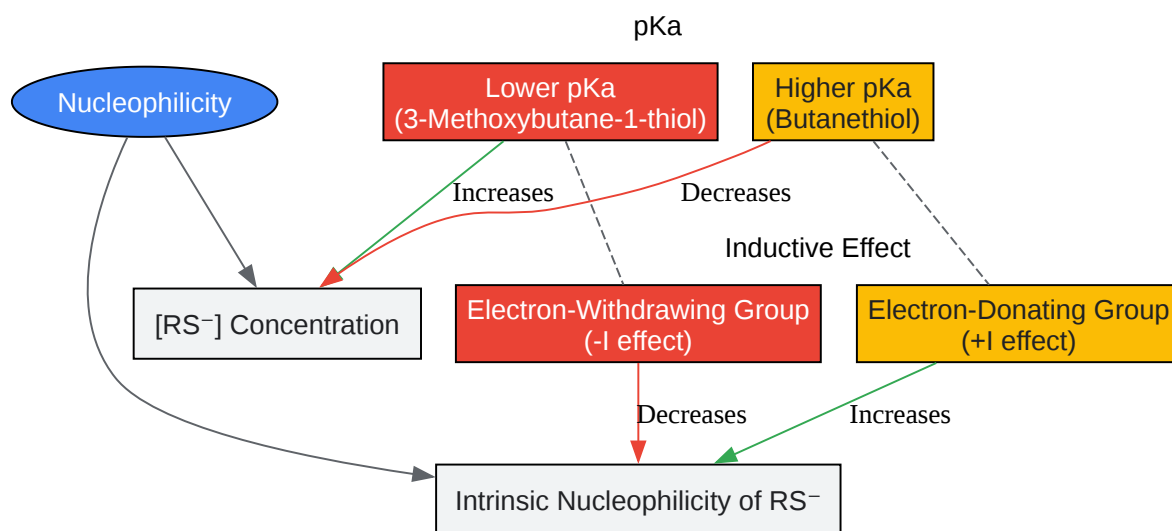 pKa
Nucleophilicity
Lower pKa
(3-Methoxybutane-1-thiol)
Higher pKa
(Butanethiol)
Increases
Decreases
Inductive Effect
[RS⁻] Concentration
Electron-Withdrawing Group
(-I effect)
Electron-Donating Group
(+I effect)
Decreases
Increases
Intrinsic Nucleophilicity of RS⁻